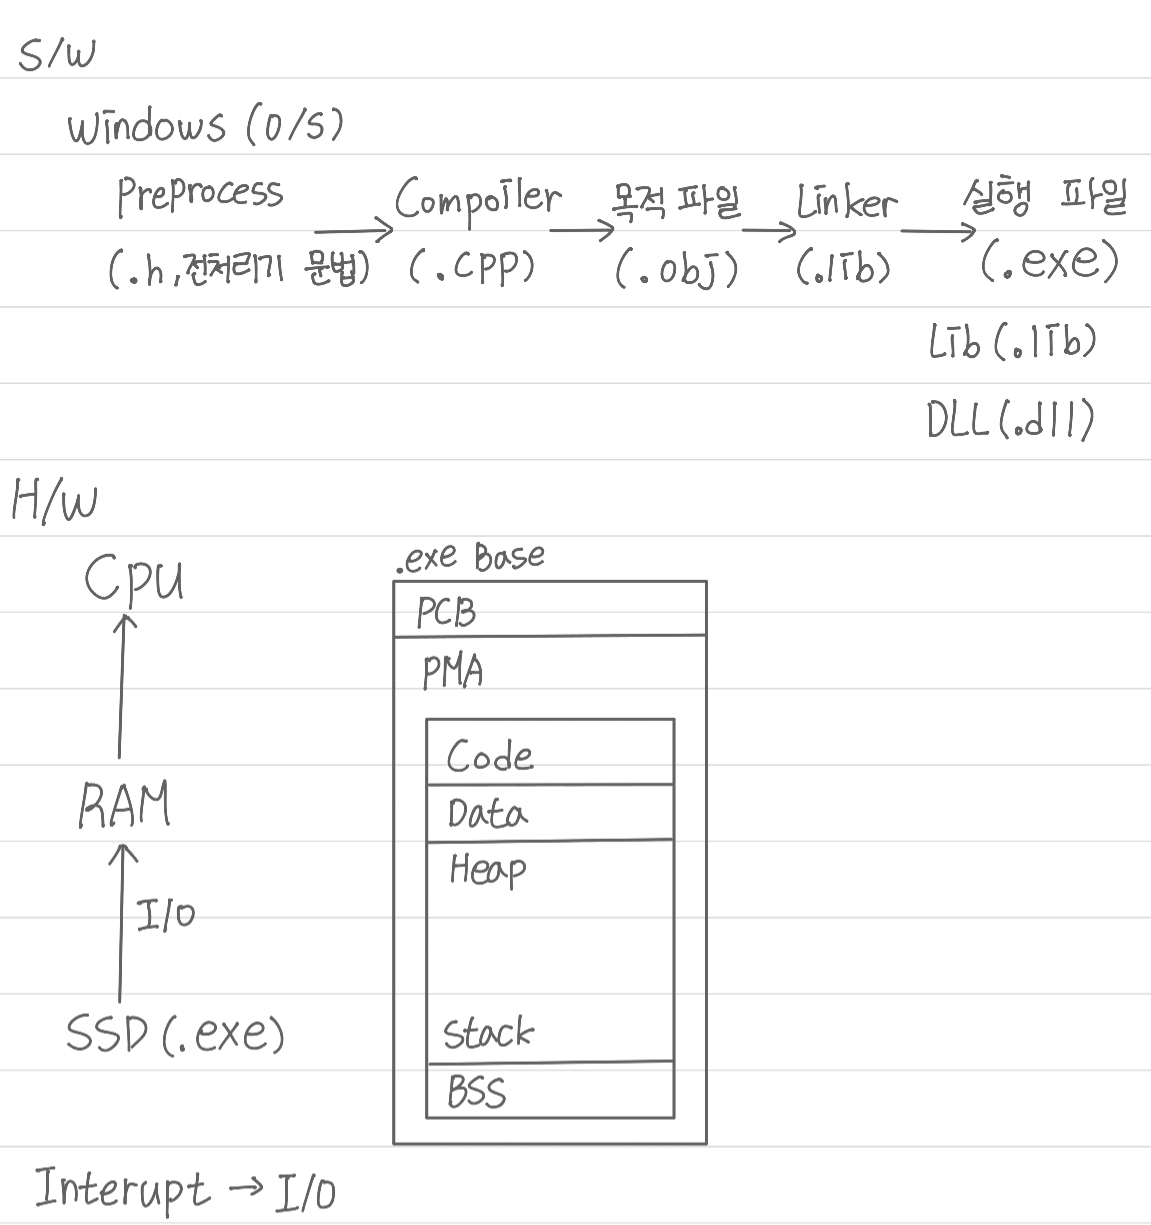 S/W
Windows (O/S)
Preprocess → Compoiler → 목적 파일 → Linker → 실행 파일
(.h, 전처리기 문법) (.CPP) (.obj) (.lib) (.exe)
Lib (.lib)
DLL (.dll)
H/W
.exe Base
Cpu
PCB
PMA
Code
RAM
Data
Heap
I/O
SSD (.exe)
Stack
BSS
Interupt → I/O